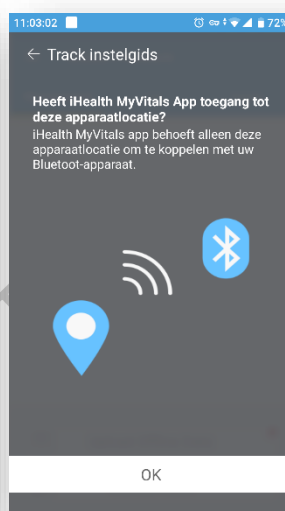 11:03:02 72%
← Track instelgids
Heeft iHealth MyVitals App toegang tot
deze apparaatlocatie?
iHealth MyVitals app behoeft alleen deze
apparaatlocatie om te koppelen met uw
Bluetoot-apparaat.
OK